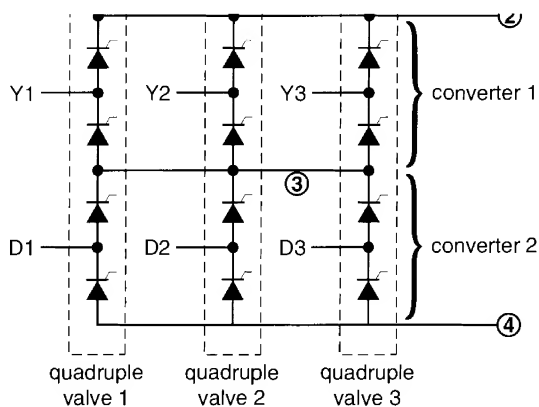 ②
Y1 Y2 Y3 converter 1
③
D1 D2 D3 converter 2
④
quadruple quadruple quadruple
valve 1 valve 2 valve 3